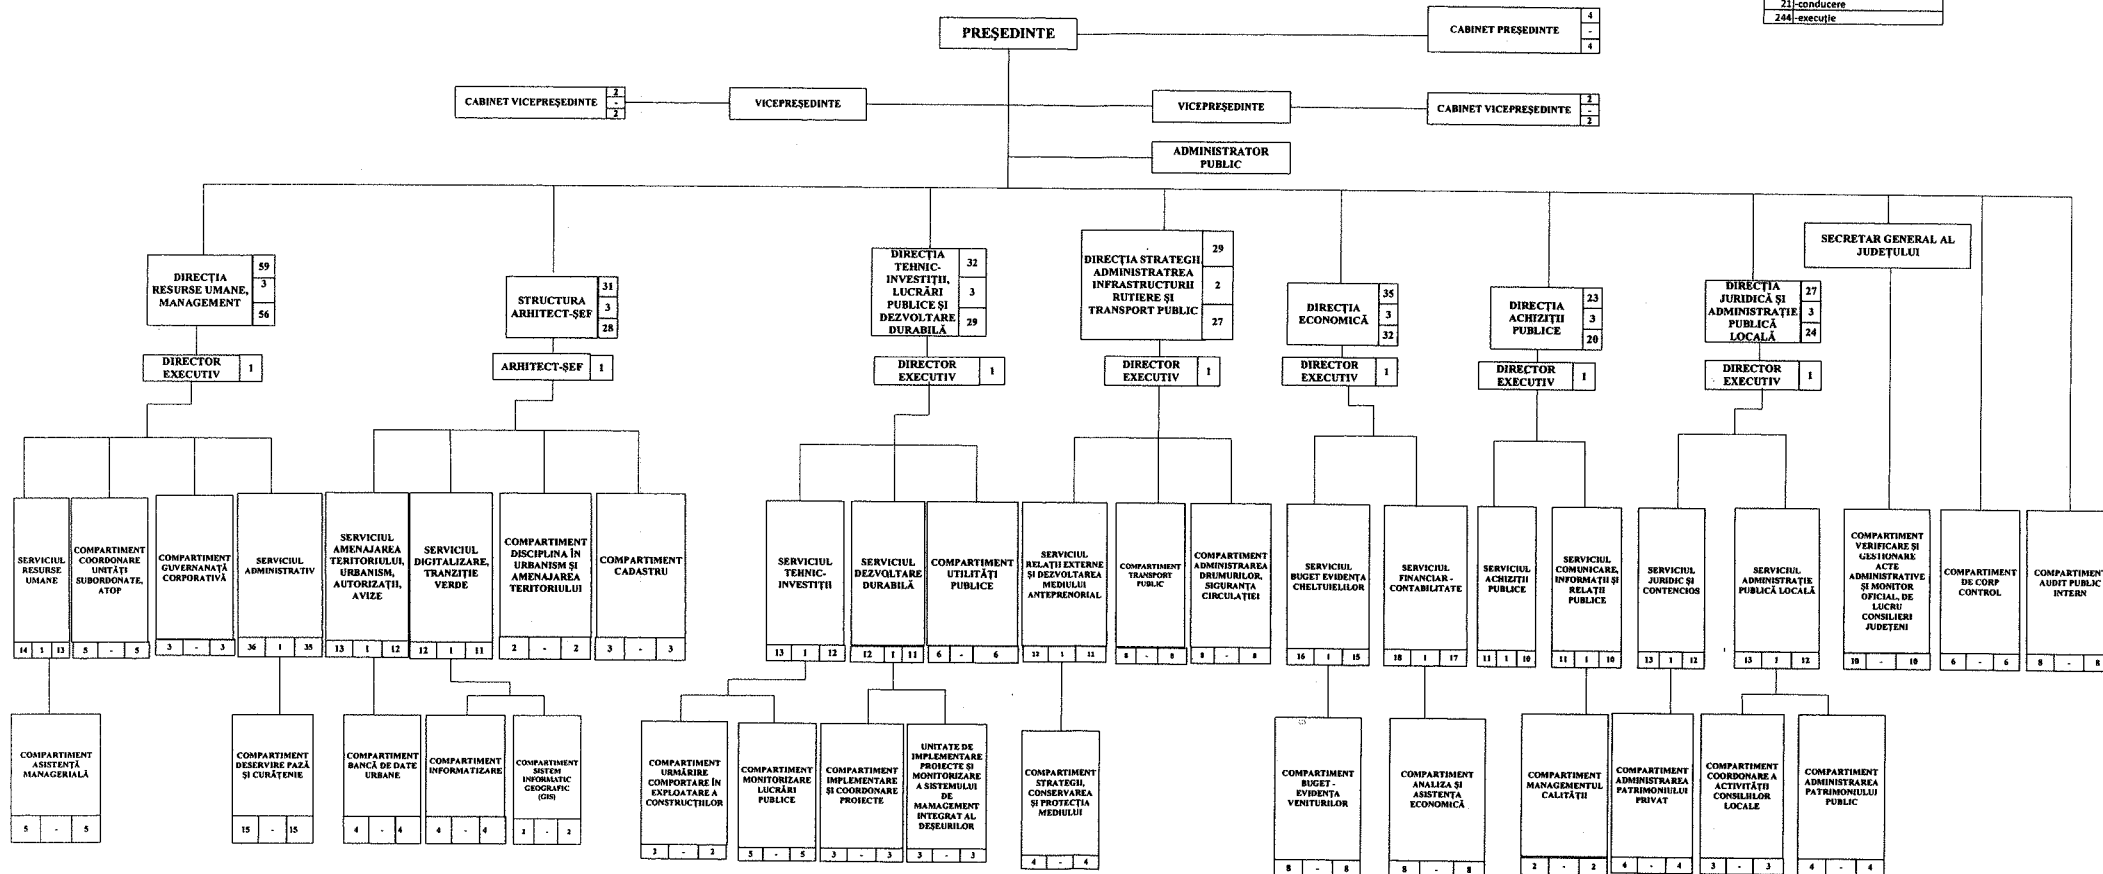 21 -conducere
244 -execuție
PREȘEDINTE
CABINET PREȘEDINTE
4
-
4
CABINET VICEPREȘEDINTE
2
-
2
VICEPREȘEDINTE
VICEPREȘEDINTE
CABINET VICEPREȘEDINTE
2
-
2
ADMINISTRATOR
PUBLIC
DIRECȚIA
RESURSE UMANE,
MANAGEMENT
59
3
56
STRUCTURA
ARHITECT-ȘEF
31
3
28
DIRECȚIA
TEHNIC-
INVESTIȚII,
LUCRĂRI
PUBLICE ȘI
DEZVOLTARE
DURABILĂ
32
3
29
DIRECȚIA STRATEGII,
ADMINISTRATREA
INFRASTRUCTURII
RUTIERE ȘI
TRANSPORT PUBLIC
29
2
27
DIRECȚIA
ECONOMICĂ
35
3
32
DIRECȚIA
ACHIZIȚII
PUBLICE
23
3
20
DIRECȚIA
JURIDICĂ ȘI
ADMINISTRAȚIE
PUBLICĂ
LOCALĂ
27
3
24
SECRETAR GENERAL AL
JUDEȚULUI
DIRECTOR
EXECUTIV
1
ARHITECT-ȘEF
1
DIRECTOR
EXECUTIV
1
DIRECTOR
EXECUTIV
1
DIRECTOR
EXECUTIV
1
DIRECTOR
EXECUTIV
1
DIRECTOR
EXECUTIV
1
SERVICIUL
RESURSE
UMANE
14 1 13
COMPARTIMENT
COORDONARE
UNITĂȚI
SUBORDONATE,
ATOP
5 - 5
COMPARTIMENT
GUVERNANAȚĂ
CORPORATIVĂ
3 - 3
SERVICIUL
ADMINISTRATIV
36 1 35
SERVICIUL
AMENAJAREA
TERITORIULUI,
URBANISM,
AUTORIZAȚII,
AVIZE
13 1 12
SERVICIUL
DIGITALIZARE,
TRANZIȚIE
VERDE
12 1 11
COMPARTIMENT
DISCIPLINA ÎN
URBANISM ȘI
AMENAJAREA
TERITORIULUI
2 - 2
COMPARTIMENT
CADASTRU
3 - 3
SERVICIUL
TEHNIC-
INVESTIȚII
13 1 12
SERVICIUL
DEZVOLTARE
DURABILĂ
12 1 11
COMPARTIMENT
UTILITĂȚI
PUBLICE
6 - 6
SERVICIUL
RELAȚII EXTERNE
ȘI DEZVOLTAREA
MEDIULUI
ANTEPRENORIAL
12 1 12
COMPARTIMENT
TRANSPORT
PUBLIC
8 - 8
COMPARTIMENT
ADMINISTRAREA
DRUMURILOR,
SIGURANȚA
CIRCULAȚIEI
8 - 8
SERVICIUL
BUGET EVIDENȚA
CHELTUIELILOR
16 1 15
SERVICIUL
FINANCIAR -
CONTABILITATE
18 1 17
SERVICIUL
ACHIZIȚII
PUBLICE
11 1 10
SERVICIUL
COMUNICARE,
INFORMAȚII ȘI
RELAȚII
PUBLICE
11 1 10
SERVICIUL
JURIDIC ȘI
CONTENCIOS
13 1 12
SERVICIUL
ADMINISTRAȚIE
PUBLICĂ LOCALĂ
13 1 12
COMPARTIMENT
VERIFICARE ȘI
GESTIONARE
ACTE
ADMINISTRATIVE
ȘI MONITOR
OFICIAL, DE
LUCRU
CONSILIERI
JUDEȚENI
10 - 10
COMPARTIMENT
DE CORP
CONTROL
6 - 6
COMPARTIMENT
AUDIT PUBLIC
INTERN
8 - 8
COMPARTIMENT
ASISTENȚĂ
MANAGERIALĂ
5 - 5
COMPARTIMENT
DESERVIRE PAZĂ
ȘI CURĂȚENIE
15 - 15
COMPARTIMENT
BANCĂ DE DATE
URBANE
4 - 4
COMPARTIMENT
INFORMATIZARE
4 - 4
COMPARTIMENT
SISTEM
INFORMATIC
GEOGRAFIC
(GIS)
2 - 2
COMPARTIMENT
URMĂRIRE
COMPORTARE ÎN
EXPLOATARE A
CONSTRUCȚIILOR
2 - 2
COMPARTIMENT
MONITORIZARE
LUCRĂRI
PUBLICE
5 - 5
COMPARTIMENT
IMPLEMENTARE
ȘI COORDONARE
PROIECTE
3 - 3
UNITATE DE
IMPLEMENTARE
PROIECTE ȘI
MONITORIZARE
A SISTEMULUI
DE
MAMAGEMENT
INTEGRAT AL
DEȘEURILOR
3 - 3
COMPARTIMENT
STRATEGII,
CONSERVAREA
ȘI PROTECȚIA
MEDIULUI
4 - 4
COMPARTIMENT
BUGET -
EVIDENȚA
VENITURILOR
8 - 8
COMPARTIMENT
ANALIZA ȘI
ASISTENȚA
ECONOMICĂ
8 - 8
COMPARTIMENT
MANAGEMENTUL
CALITĂȚII
2 - 2
COMPARTIMENT
ADMINISTRAREA
PATRIMONIULUI
PRIVAT
4 - 4
COMPARTIMENT
COORDONARE A
ACTIVITĂȚII
CONSILIILOR
LOCALE
3 - 3
COMPARTIMENT
ADMINISTRAREA
PATRIMONIULUI
PUBLIC
4 - 4